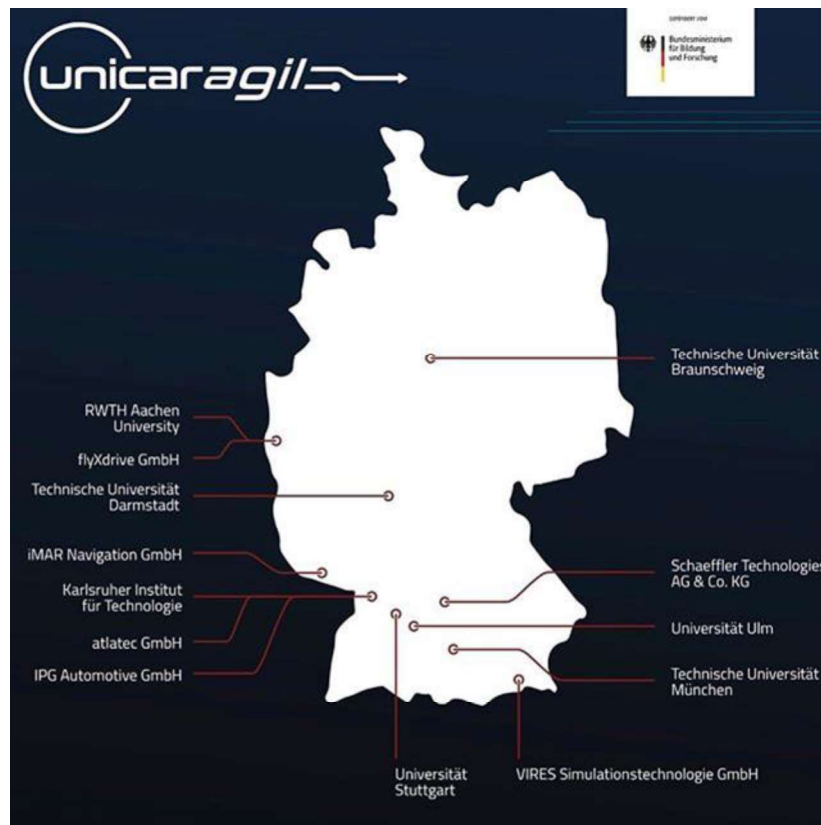 unicaragil
GEFÖRDERT VOM
Bundesministerium
für Bildung
und Forschung
Technische Universität
Braunschweig
RWTH Aachen
University
flyXdrive GmbH
Technische Universität
Darmstadt
iMAR Navigation GmbH
Karlsruher Institut
für Technologie
atlatec GmbH
IPG Automotive GmbH
Schaeffler Technologies
AG & Co. KG
Universität Ulm
Technische Universität
München
Universität
Stuttgart
VIRES Simulationstechnologie GmbH